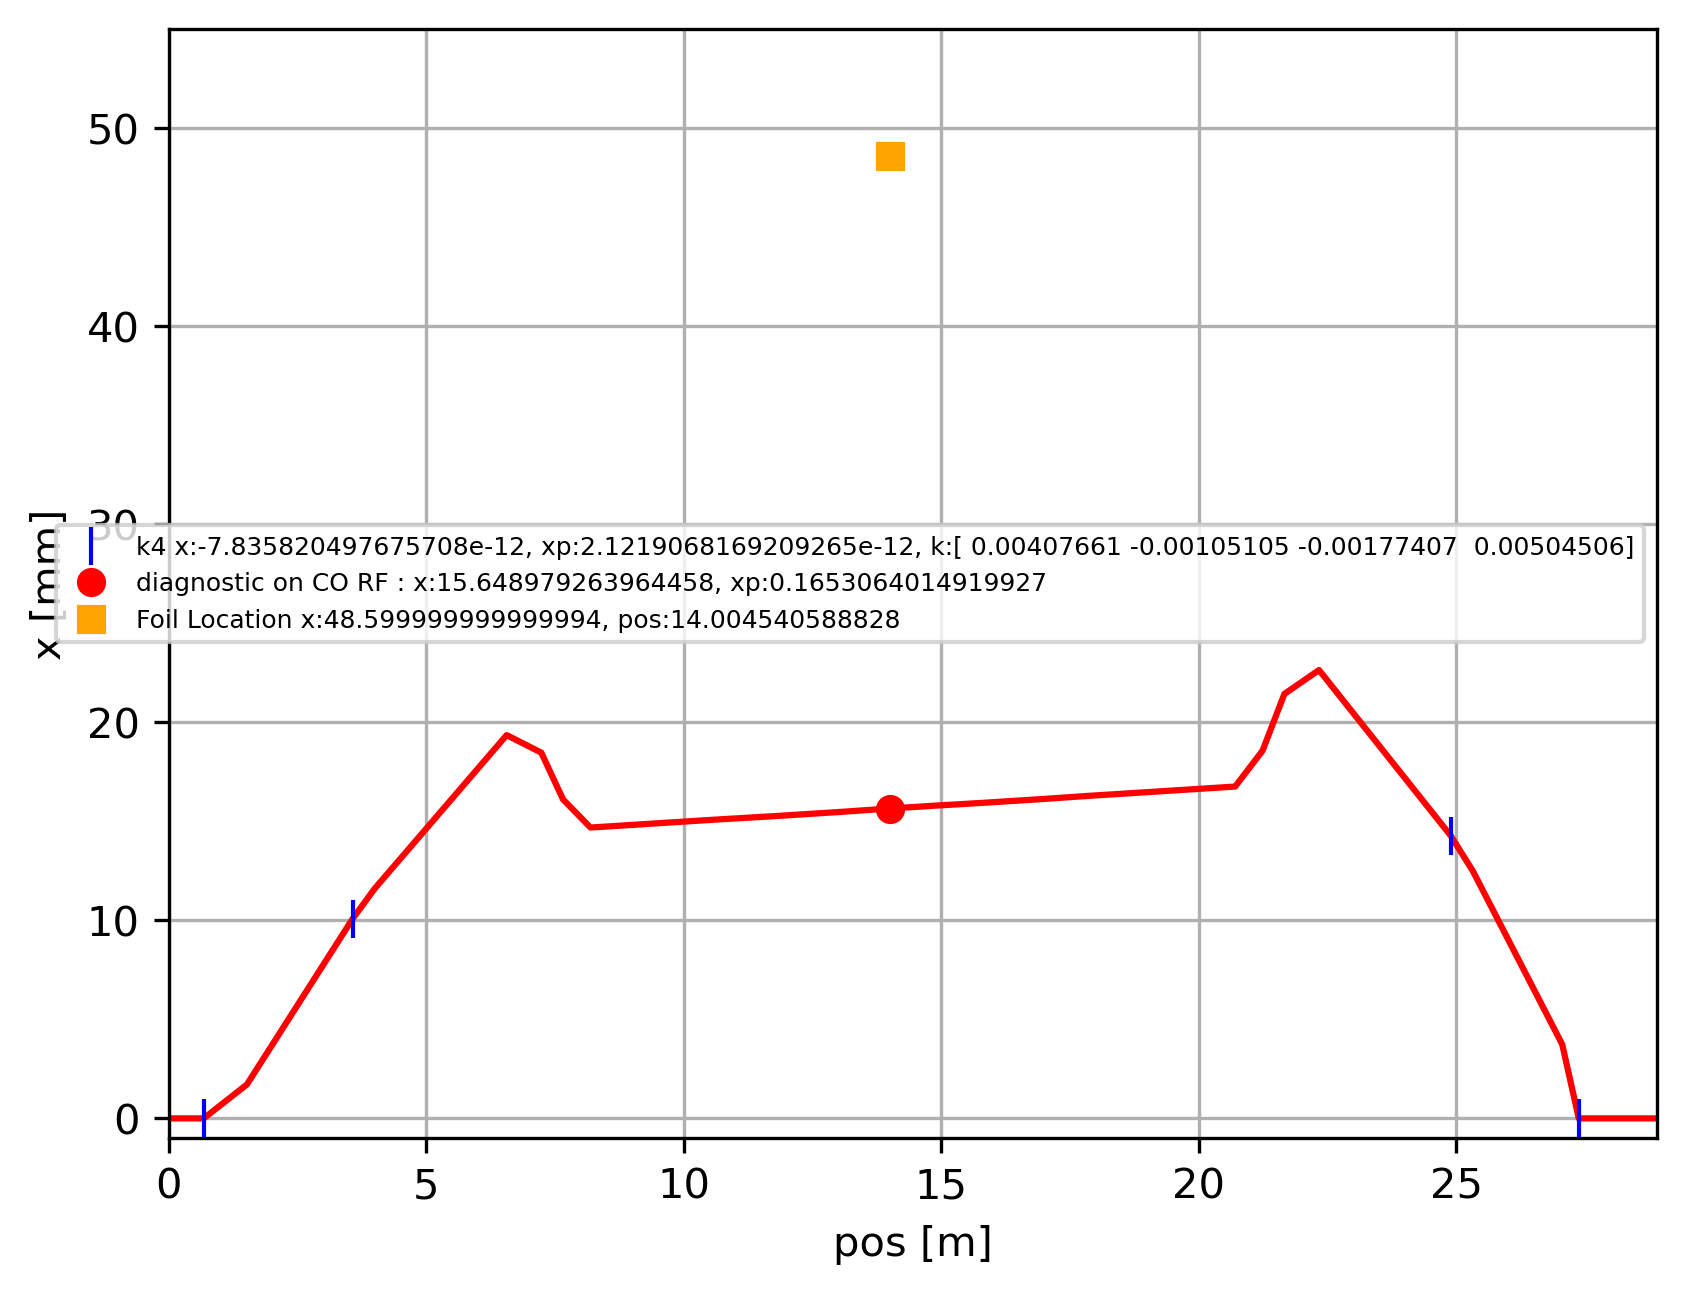 50
40
30
20
10
0
x [mm]
k4 x:-7.835820497675708e-12, xp:2.1219068169209265e-12, k:[ 0.00407661 -0.00105105 -0.00177407  0.00504506]
diagnostic on CO RF : x:15.648979263964458, xp:0.1653064014919927
Foil Location x:48.599999999999994, pos:14.004540588828
0 5 10 15 20 25
pos [m]